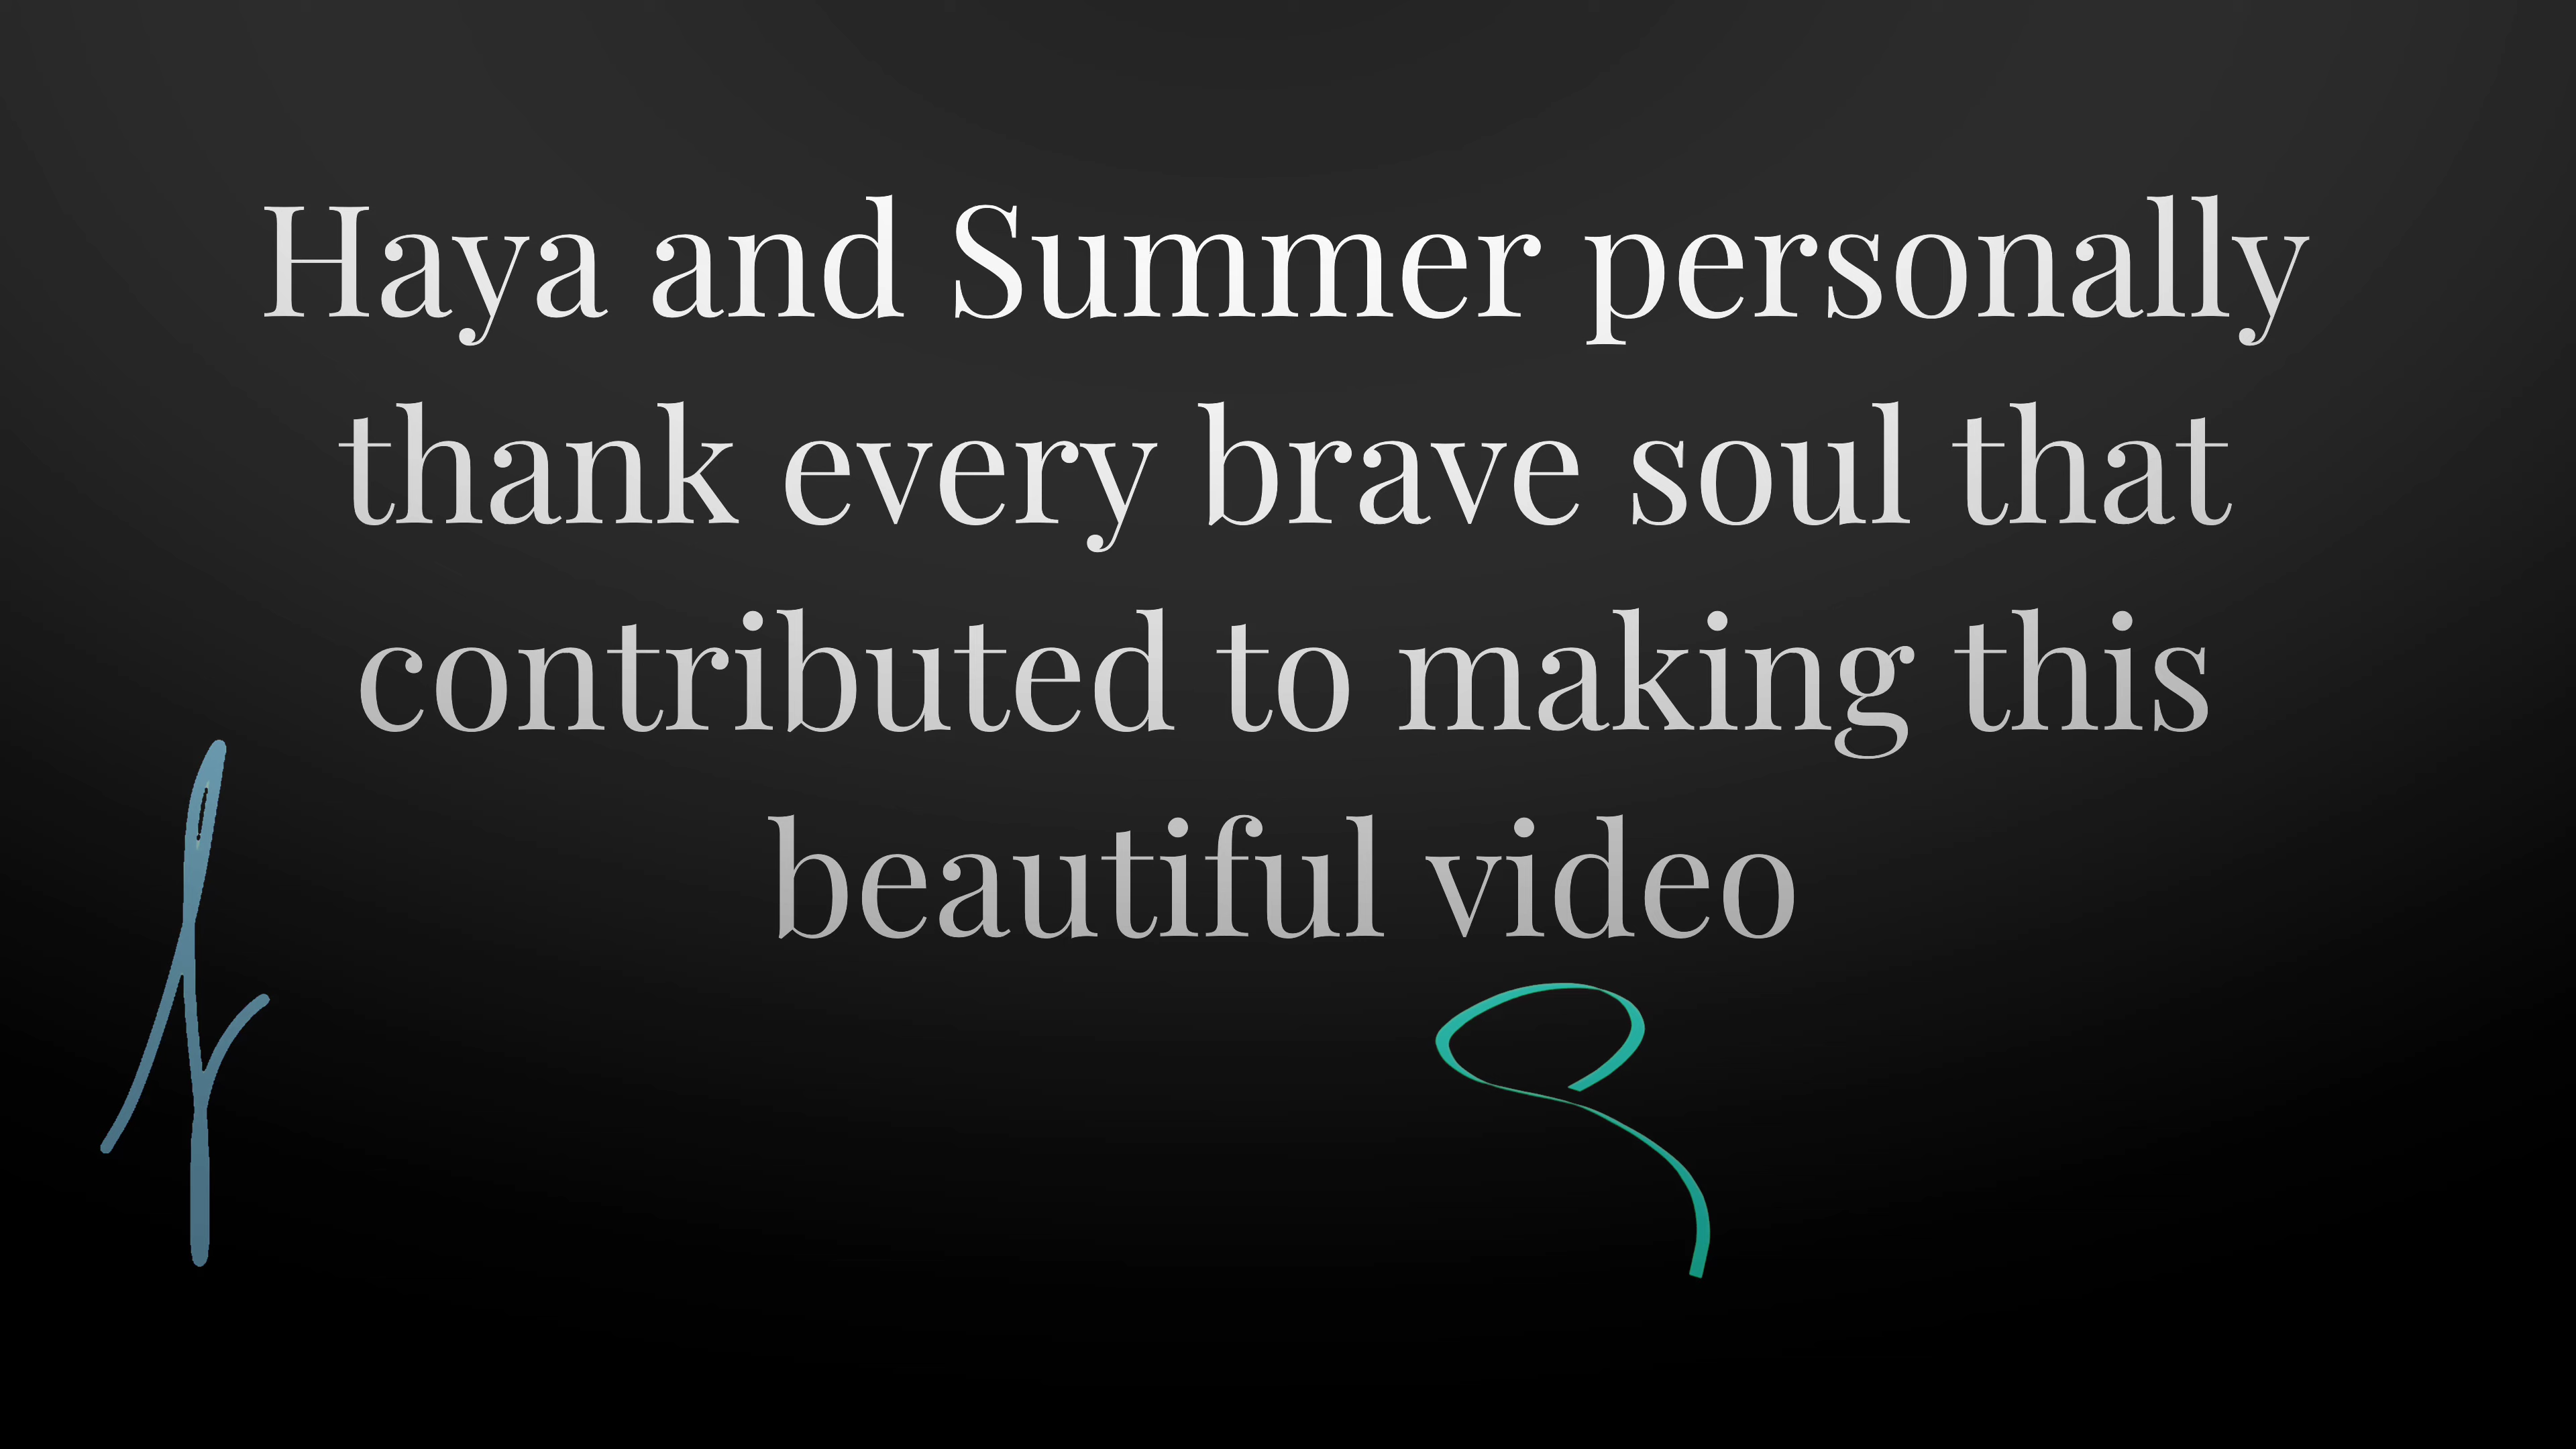 Haya and Summer personally
thank every brave soul that
contributed to making this
beautiful video